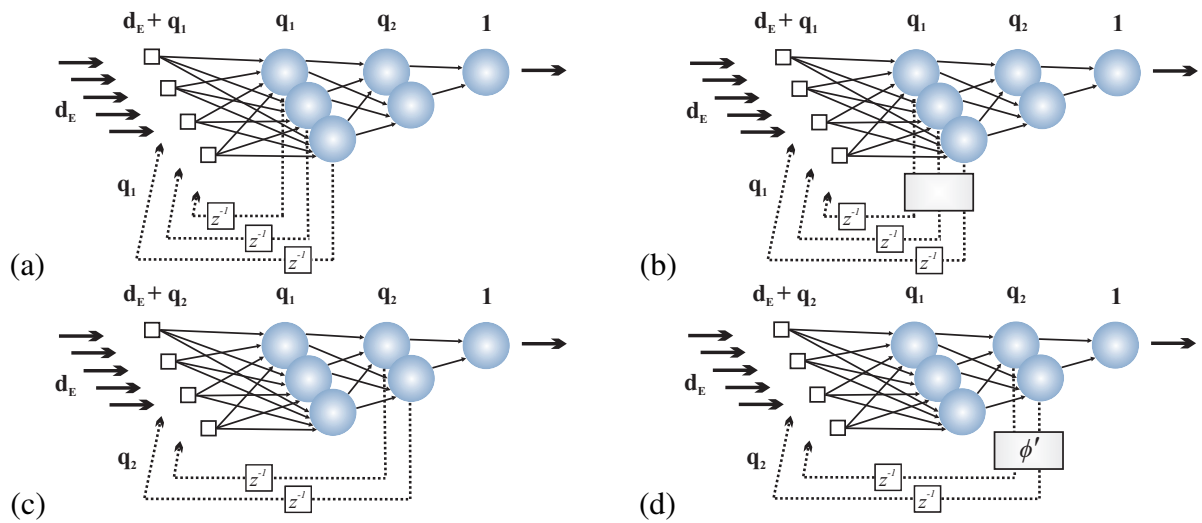 d_E + q_1 q_1 q_2 1
d_E
q_1
z^{-1}
z^{-1}
z^{-1}
(a)
d_E + q_1 q_1 q_2 1
d_E
q_1
z^{-1}
z^{-1}
z^{-1}
(b)
d_E + q_2 q_1 q_2 1
d_E
q_2
z^{-1}
z^{-1}
(c)
d_E + q_2 q_1 q_2 1
d_E
q_2
ϕ′
z^{-1}
z^{-1}
(d)